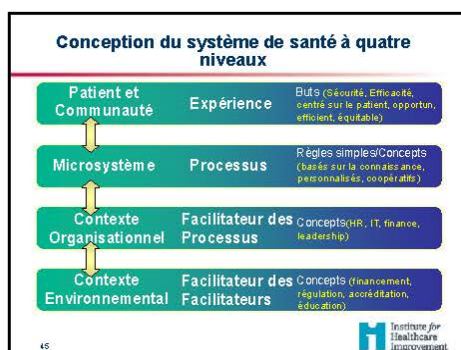 Conception du système de santé à quatre
niveaux
Patient et
Communauté
Expérience
Buts (Sécurité, Efficacité,
centré sur le patient, opportun,
efficient, équitable)
Microsystème
Processus
Règles simples/Concepts
(basés sur la connaissance,
personnalisés, coopératifs)
Contexte
Organisationnel
Facilitateur des
Processus
Concepts(HR, IT, finance,
leadership)
Contexte
Environnemental
Facilitateur des
Facilitateurs
Concepts (financement,
régulation, accréditation,
éducation)
45
Institute for
Healthcare
Improvement